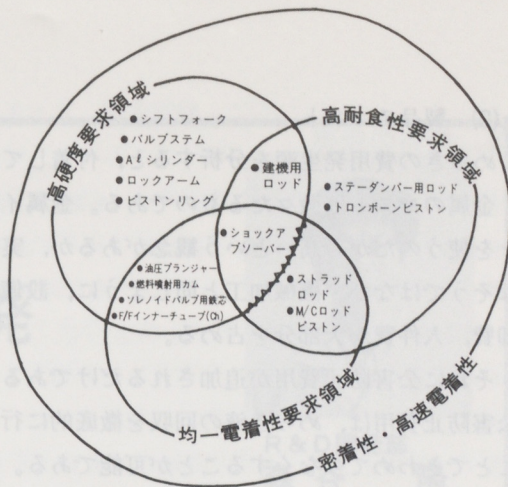 高硬度要求領域
●シフトフォーク
バルブステム
●Aℓシリンダー
●ロックアーム
●ピストンリング
高耐食性要求領域
●建機用
ロッド
●ステーダンパー用ロッド
●トロンボーンピストン
●ショックア
ブソーバー
●油圧プランジャー
●燃料噴射用カム
●ソレノイドバルブ用鉄芯
●F/Fインナーチューブ(Ch)
●ストラッド
ロッド
●M/Cロッド
ピストン
均一電着性要求領域
密着性・高速電着性